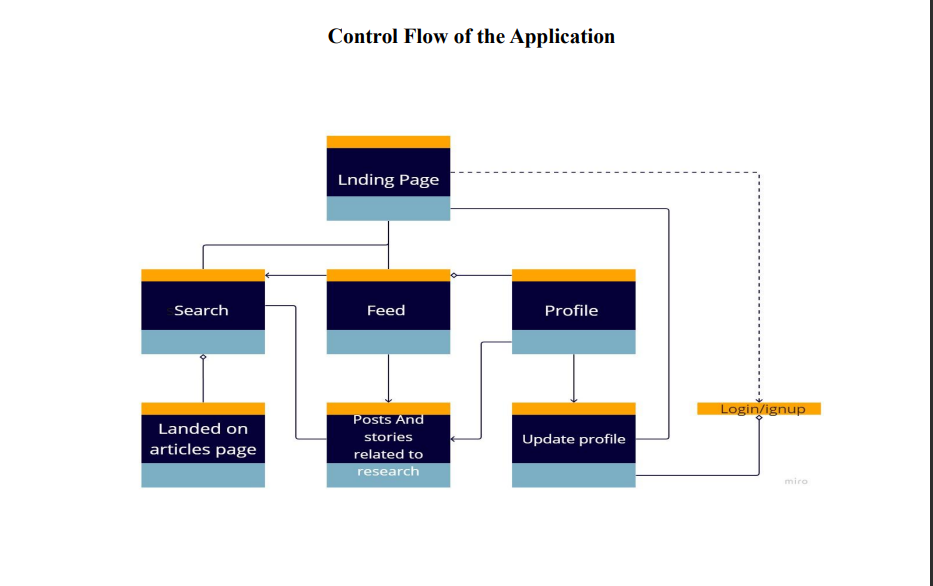 Control Flow of the Application
Lnding Page
Search
Feed
Profile
Landed on
articles page
Posts And
stories
related to
research
Update profile
Login/ignup
miro